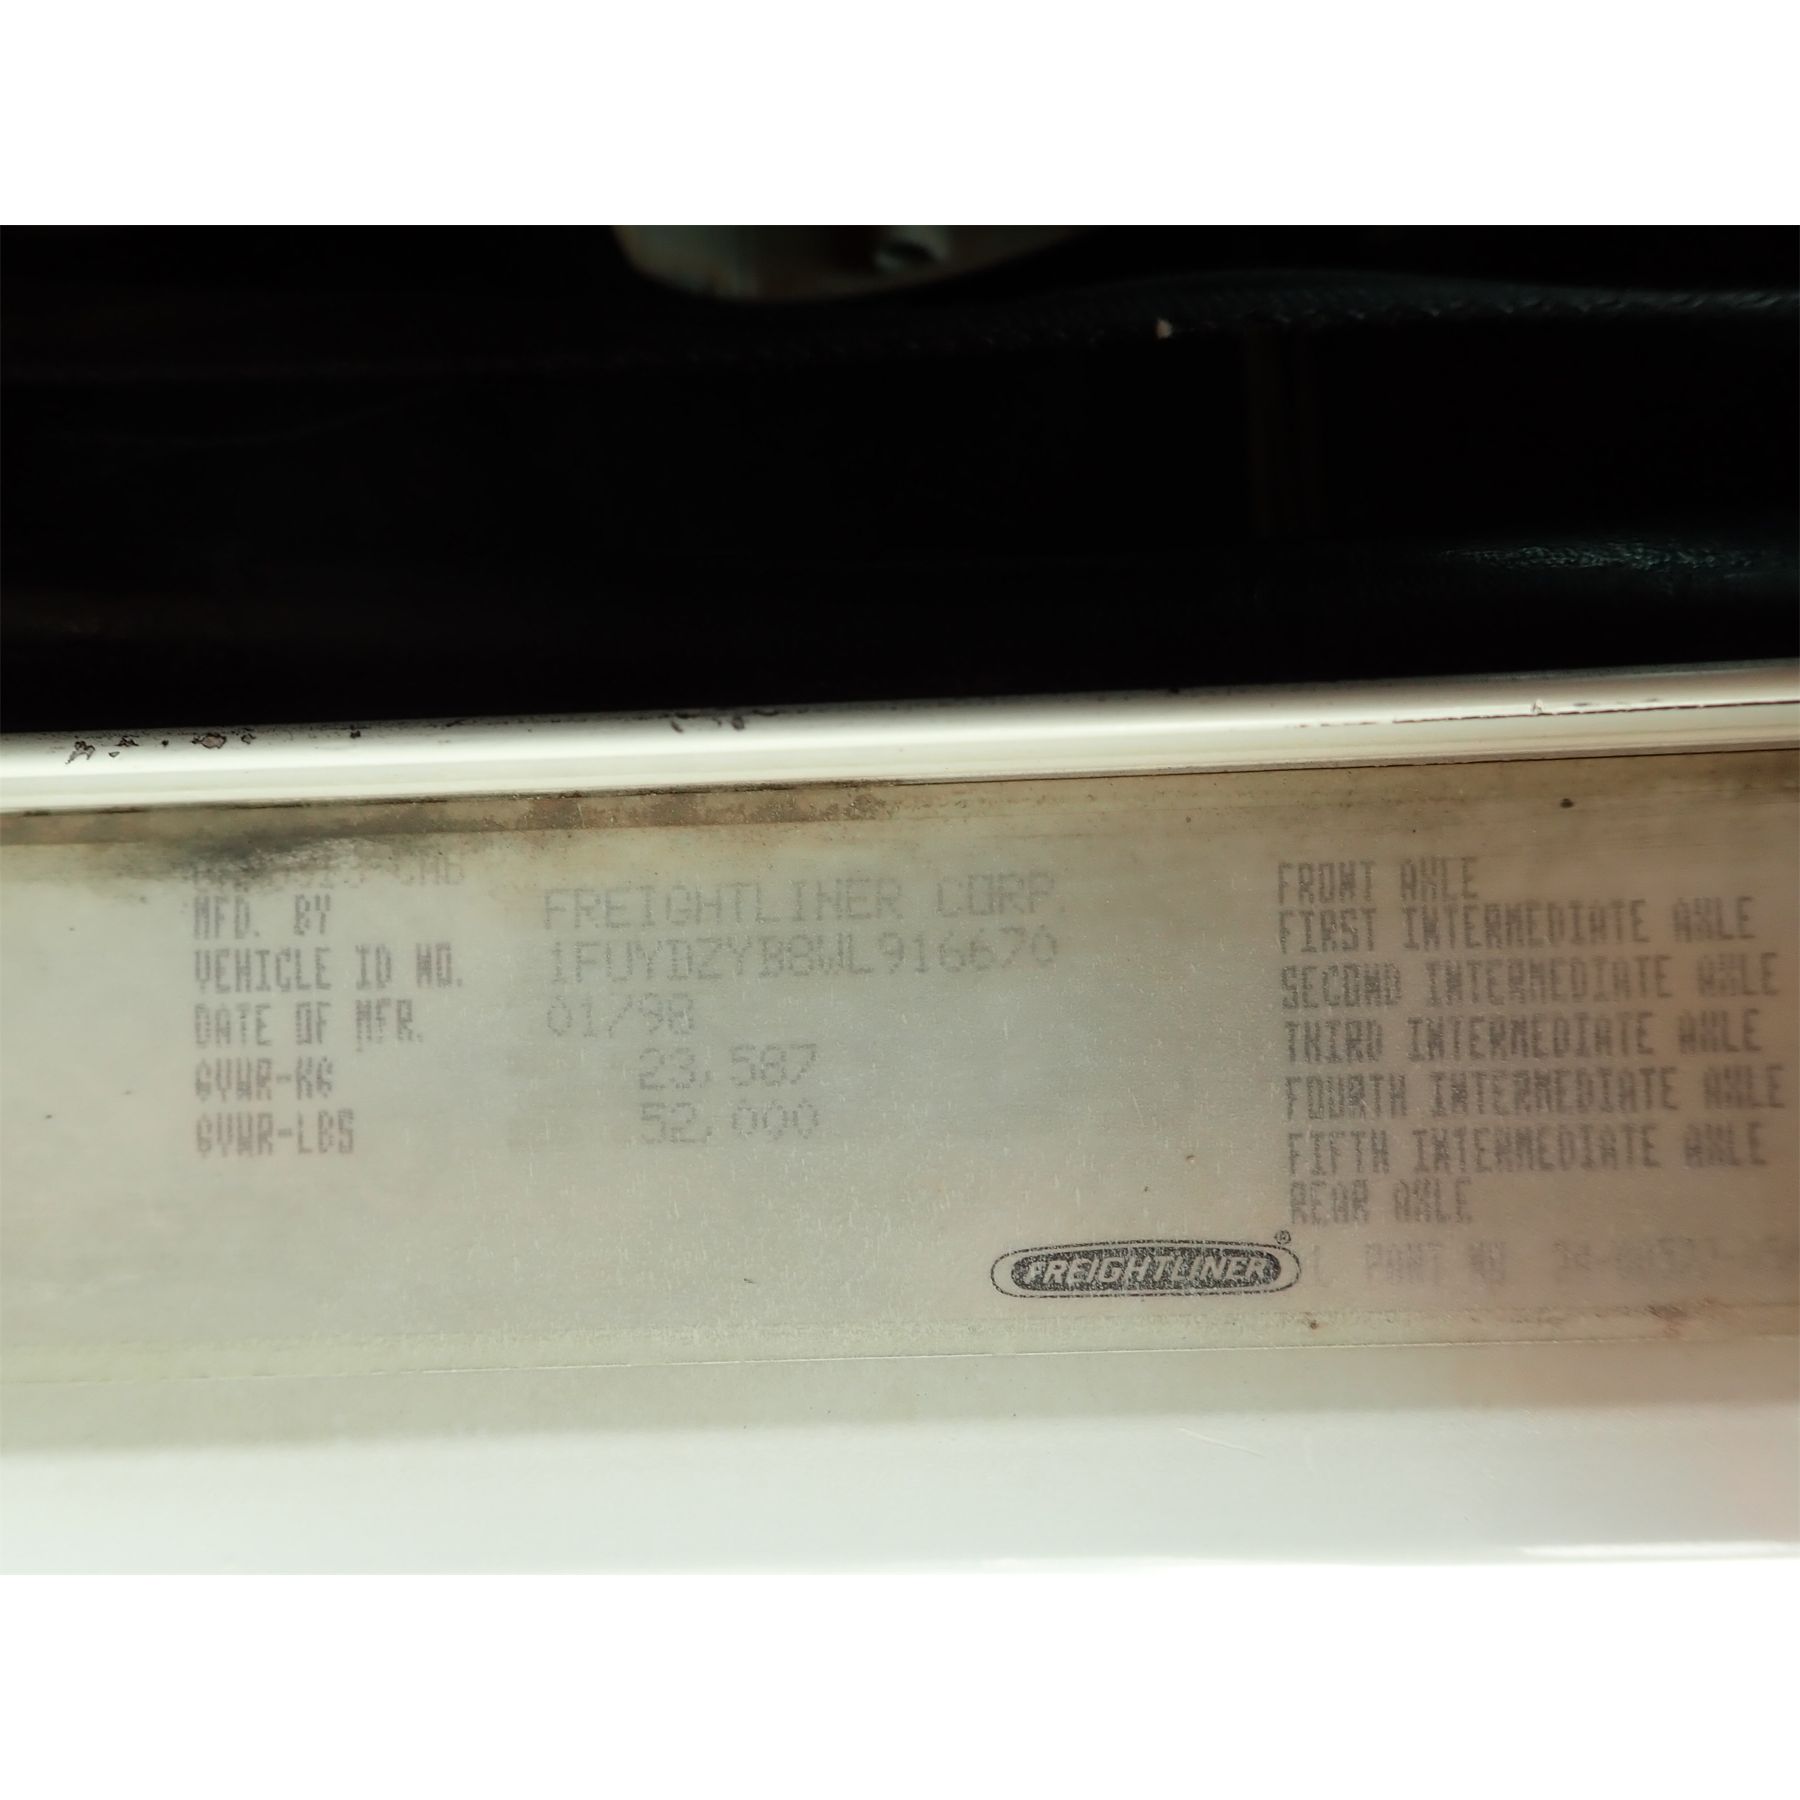 MFD. BY FREIGHTLINER CORP.
VEHICLE ID NO. 1FUYDZYB8WL916670
DATE OF MFR. 01/98
GVWR-KG 23,587
GVWR-LBS 52,000
FRONT AXLE
FIRST INTERMEDIATE AXLE
SECOND INTERMEDIATE AXLE
THIRD INTERMEDIATE AXLE
FOURTH INTERMEDIATE AXLE
FIFTH INTERMEDIATE AXLE
REAR AXLE
PART
FREIGHTLINER®